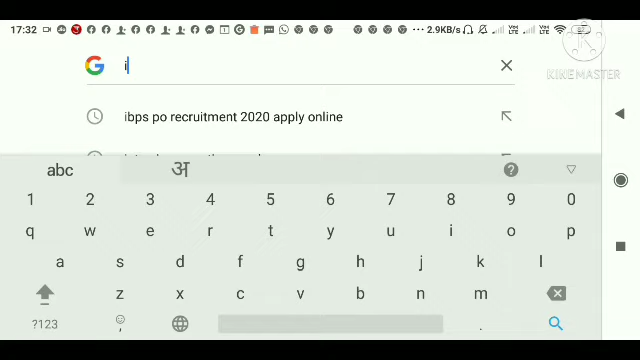 17:32 2.9KB/s
KINEMASTER
i
ibps po recruitment 2020 apply online
abc अ
1 2 3 4 5 6 7 8 9 0
q w e r t y u i o p
a s d f g h j k l
z x c v b n m
?123 , .